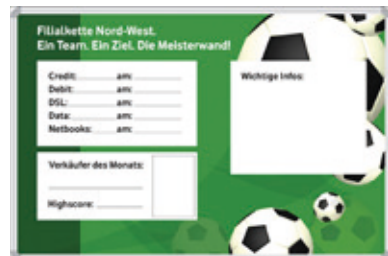 Filialkette Nord-West.
Ein Team. Ein Ziel. Die Meisterwand!
Credit: am:
Debit: am:
DSL: am:
Data: am:
Netbooks: am:
Wichtige Infos:
Verkäufer des Monats:
Highscore: